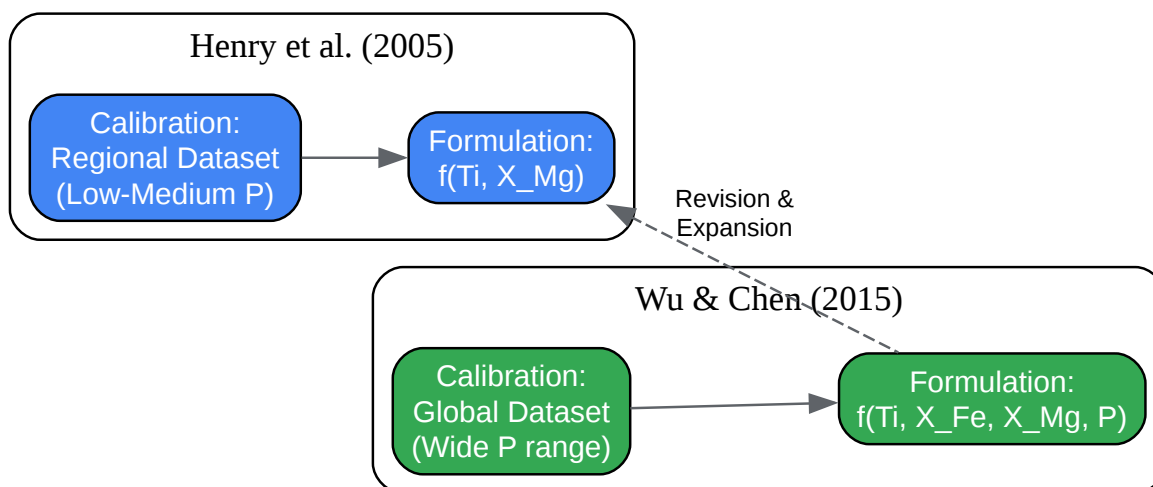 Henry et al. (2005)
Calibration:
Regional Dataset
(Low-Medium P)
Formulation:
f(Ti, X_Mg)
Revision &
Expansion
Wu & Chen (2015)
Calibration:
Global Dataset
(Wide P range)
Formulation:
f(Ti, X_Fe, X_Mg, P)